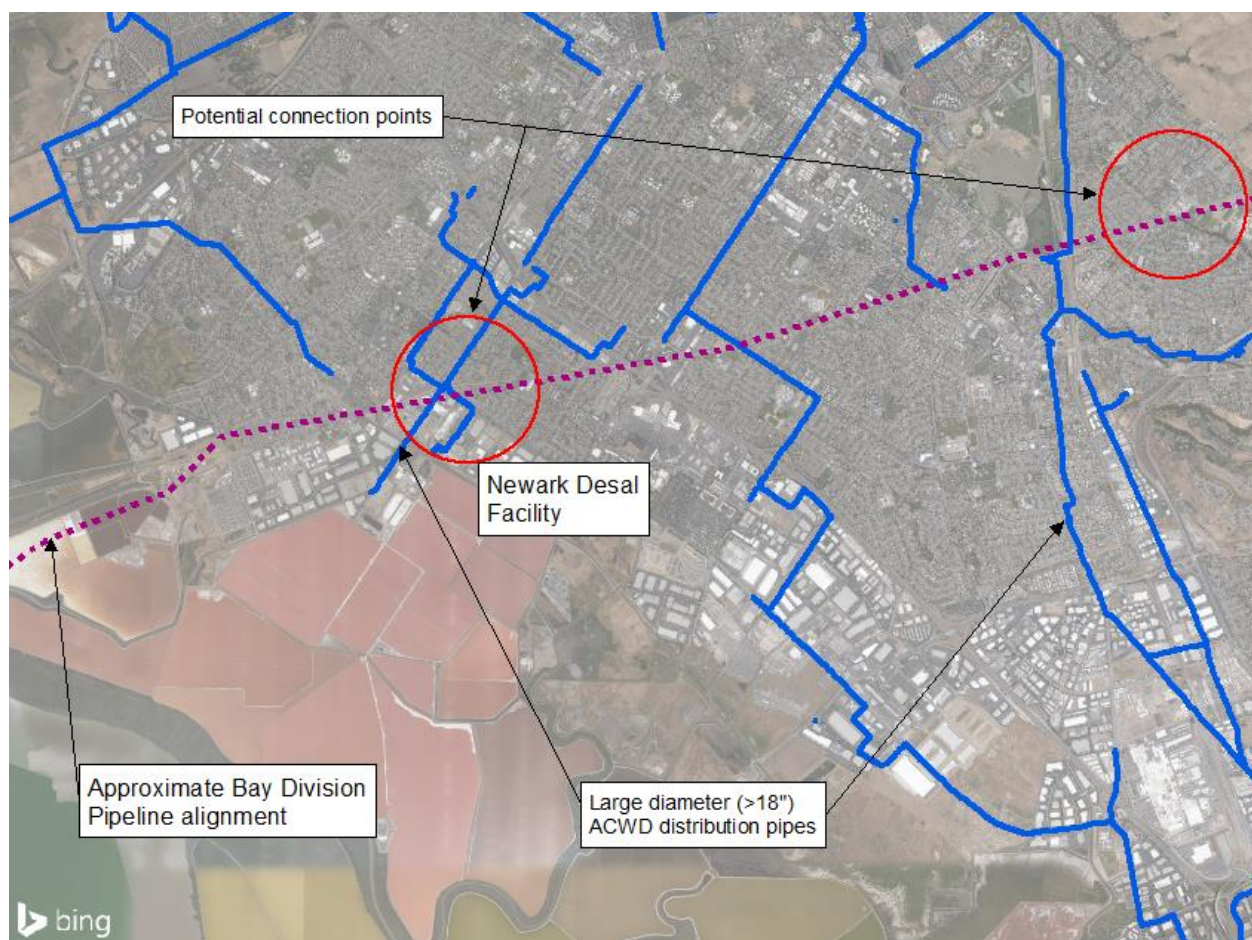 Potential connection points
Newark Desal
Facility
Approximate Bay Division
Pipeline alignment
Large diameter (>18")
ACWD distribution pipes
bing